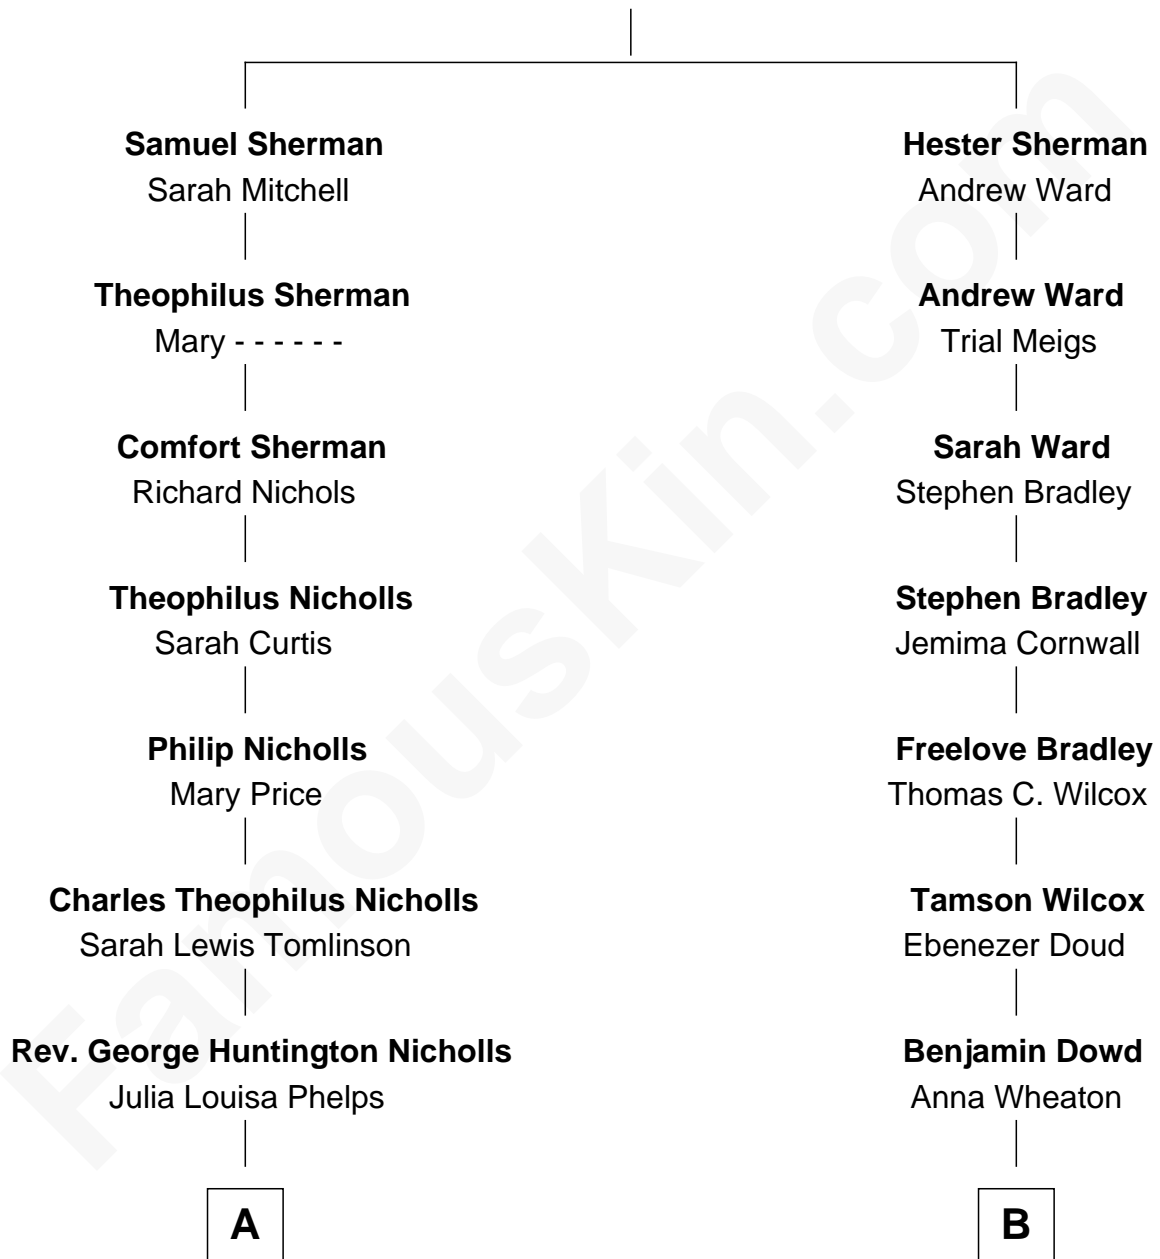 Samuel Sherman
Sarah Mitchell
Hester Sherman
Andrew Ward
Theophilus Sherman
Mary - - - - - -
Andrew Ward
Trial Meigs
Comfort Sherman
Richard Nichols
Sarah Ward
Stephen Bradley
Theophilus Nicholls
Sarah Curtis
Stephen Bradley
Jemima Cornwall
Philip Nicholls
Mary Price
Freelove Bradley
Thomas C. Wilcox
Charles Theophilus Nicholls
Sarah Lewis Tomlinson
Tamson Wilcox
Ebenezer Doud
Rev. George Huntington Nicholls
Julia Louisa Phelps
Benjamin Dowd
Anna Wheaton
A
B
FamousKin.com